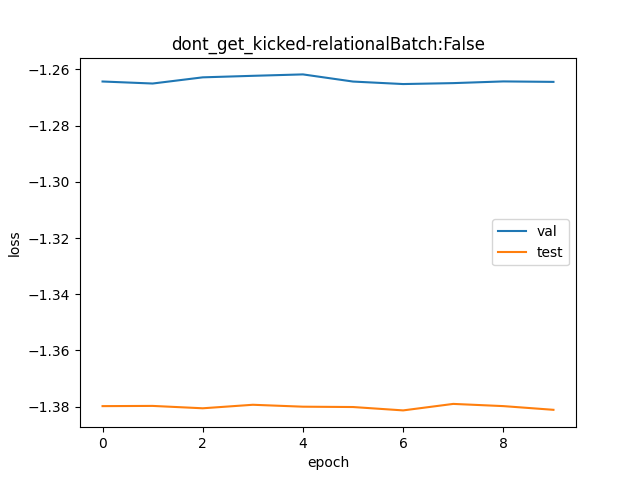 dont_get_kicked-relationalBatch:False
−1.26
−1.28
−1.30
−1.32
−1.34
−1.36
−1.38
loss
val
test
0 2 4 6 8
epoch